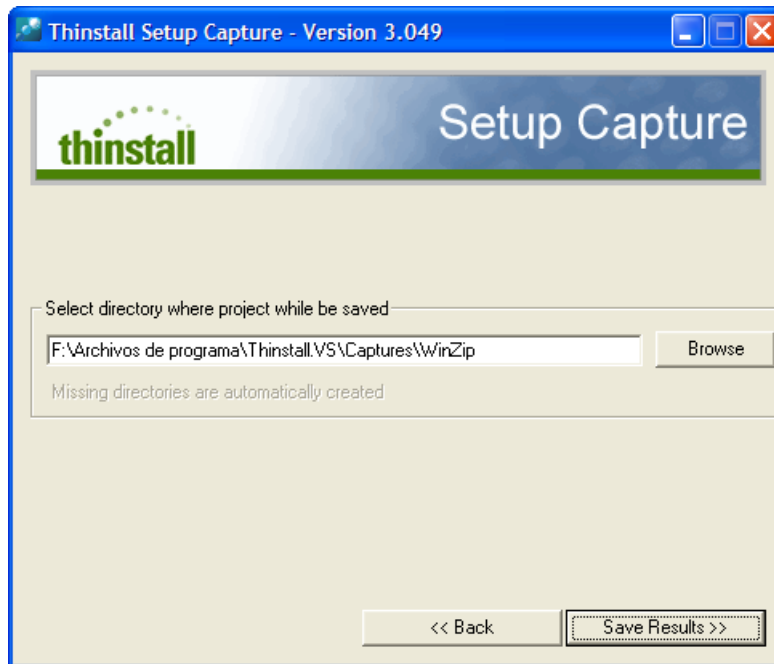 Thinstall Setup Capture - Version 3.049
thinstall
Setup Capture
Select directory where project while be saved
F:\Archivos de programa\Thinstall.VS\Captures\WinZip
Browse
Missing directories are automatically created
<< Back
Save Results >>